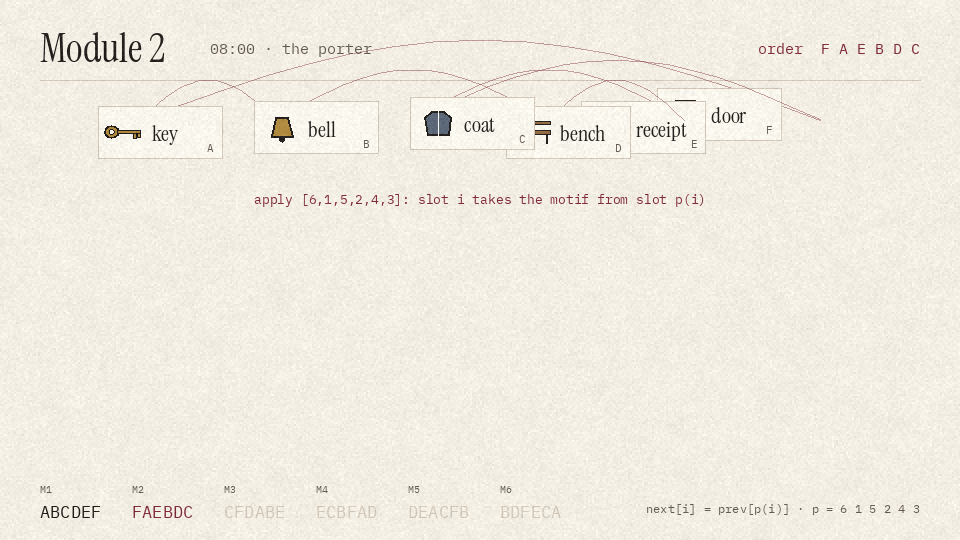 Module 2
08:00 · the porter
order F A E B D C
key
A
bell
B
coat
C
bench
D
receipt
E
door
F
apply [6,1,5,2,4,3]: slot i takes the motif from slot p(i)
M1 M2 M3 M4 M5 M6
ABCDEF FAEBDC CFDABE ECBFAD DEACFB BDFECA
next[i] = prev[p(i)] · p = 6 1 5 2 4 3